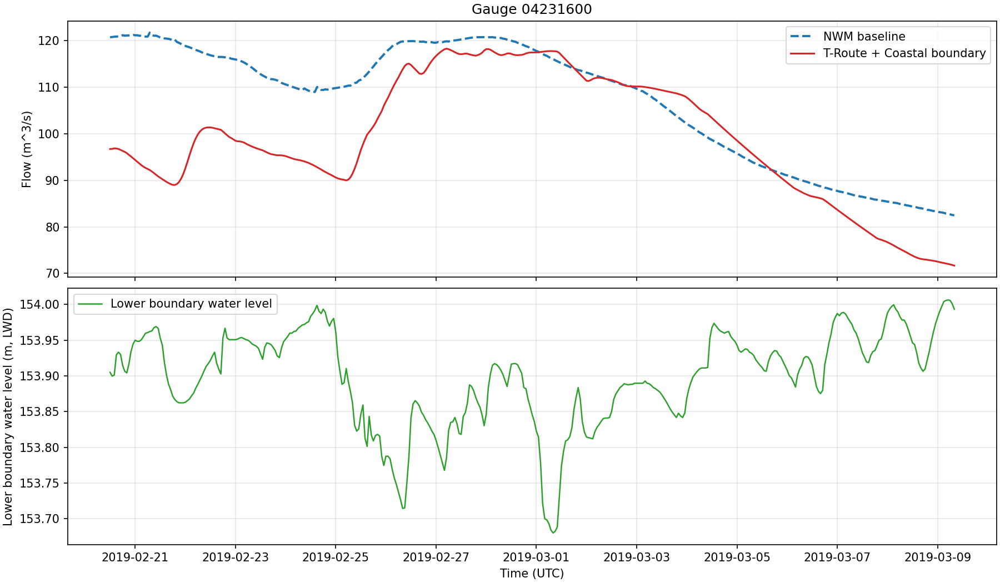 Gauge 04231600
120
110
100
90
80
70
Flow (m^3/s)
NWM baseline
T-Route + Coastal boundary
154.00
153.95
153.90
153.85
153.80
153.75
153.70
Lower boundary water level (m, LWD)
Lower boundary water level
2019-02-21 2019-02-23 2019-02-25 2019-02-27 2019-03-01 2019-03-03 2019-03-05 2019-03-07 2019-03-09
Time (UTC)